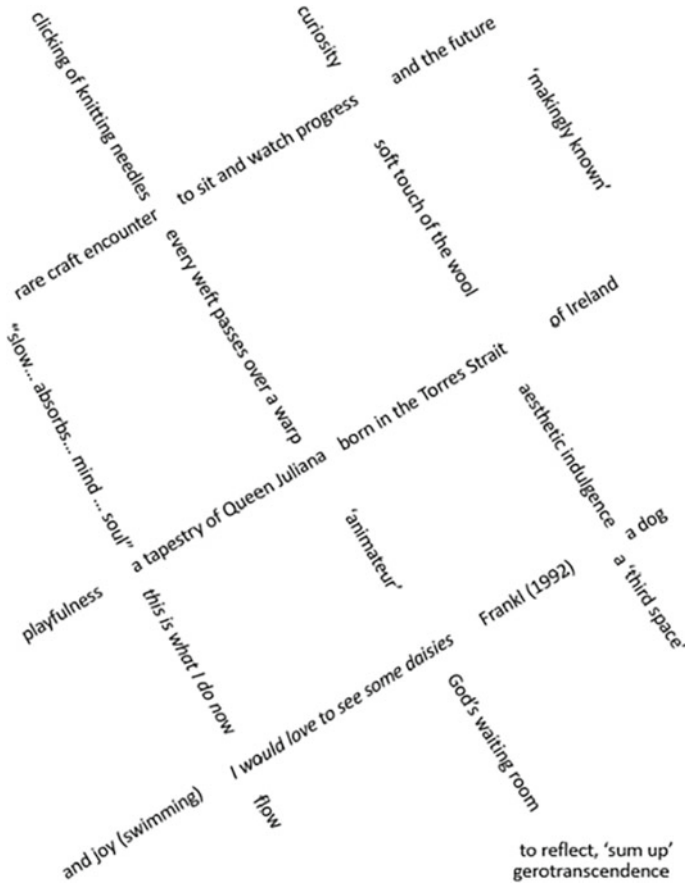 clicking of knitting needles
curiosity
and the future
'makingly known'
to sit and watch progress
rare craft encounter
soft touch of the wool
every weft passes over a warp
of Ireland
"slow... absorbs... mind ... soul"
born in the Torres Strait
a tapestry of Queen Juliana
playfulness
aesthetic indulgence
a dog
'animateur'
a 'third space'
Frankl (1992)
this is what I do now
I would love to see some daisies
God's waiting room
and joy (swimming)
flow
to reflect, 'sum up'
gerotranscendence